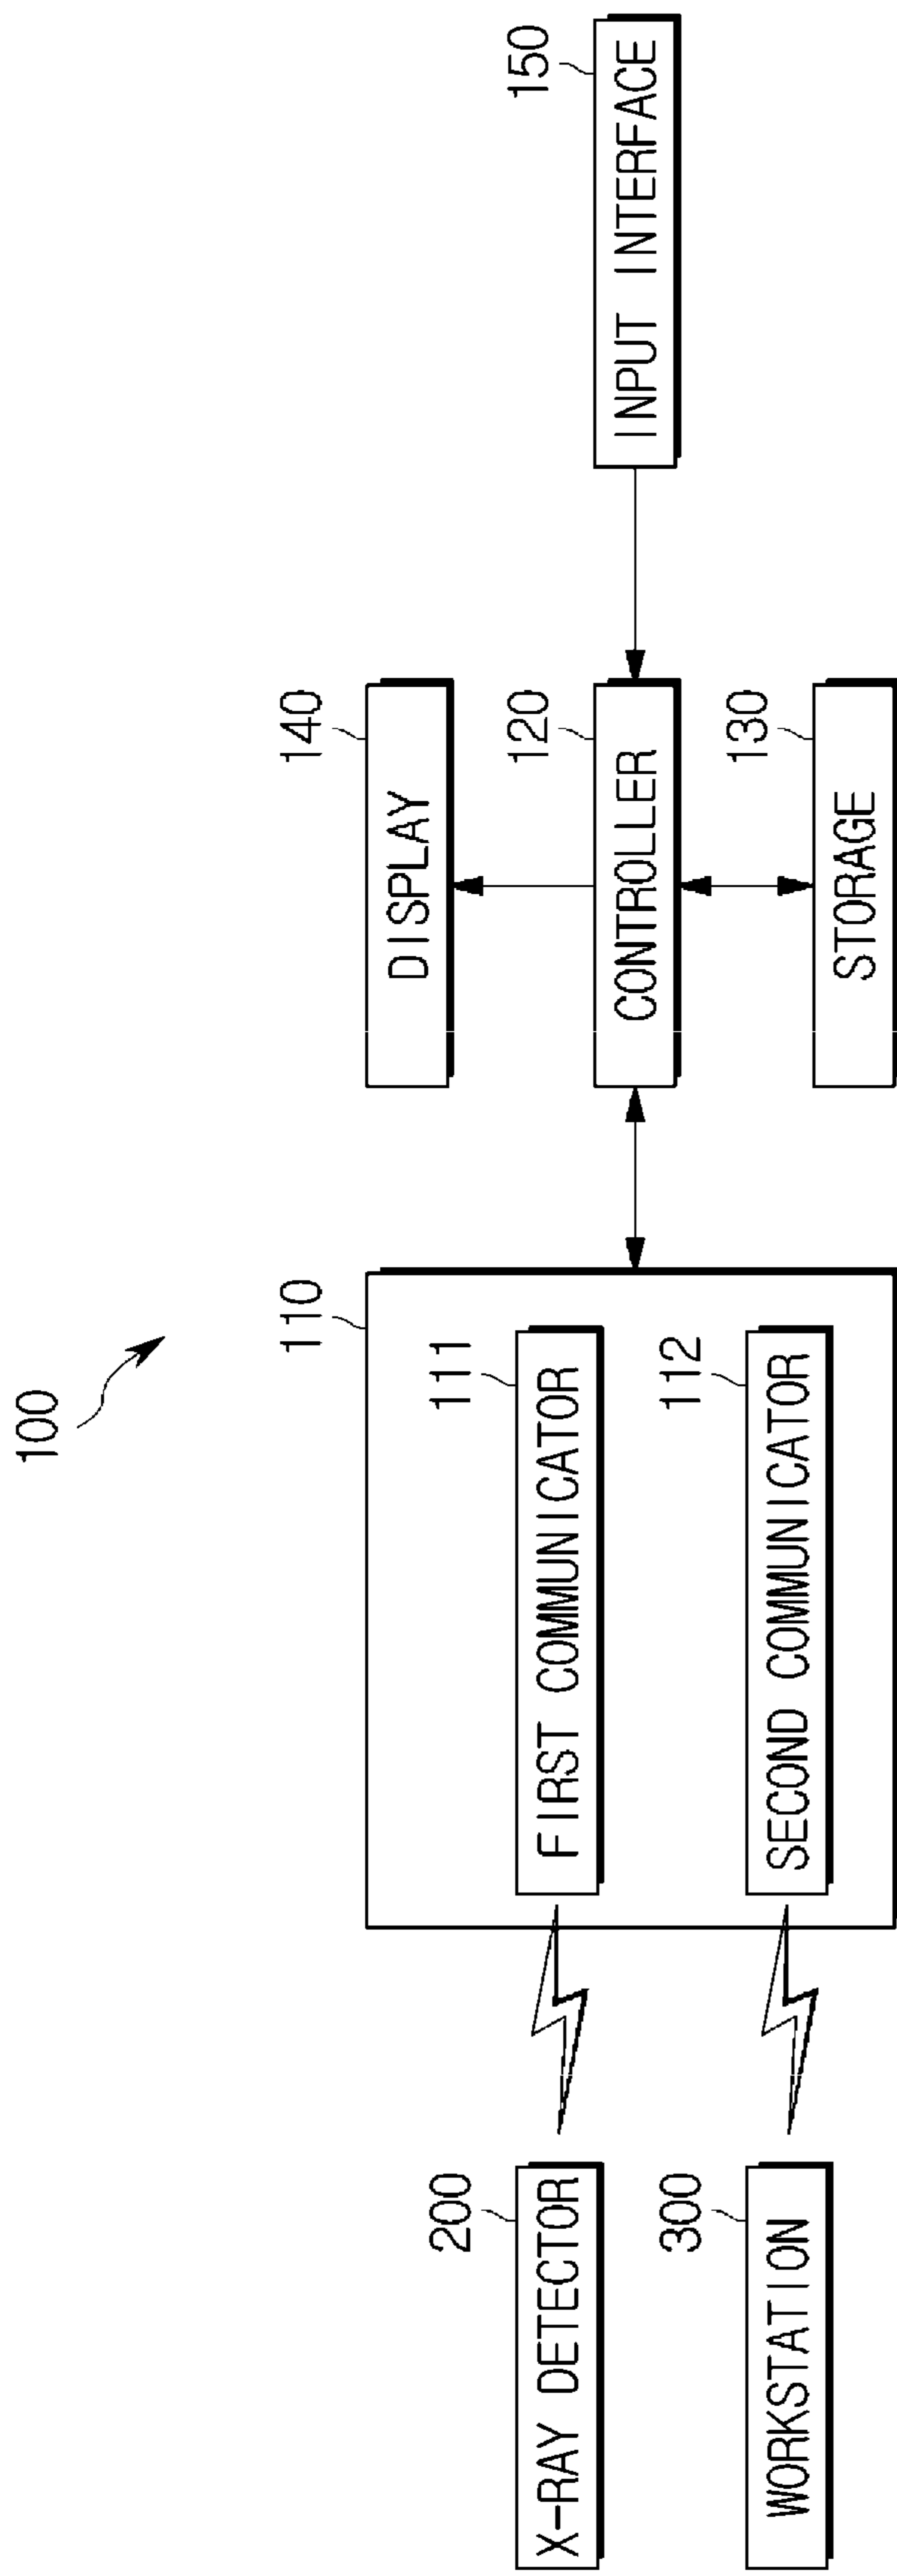 100
110
140
X-RAY DETECTOR
200
FIRST COMMUNICATOR
111
DISPLAY
CONTROLLER
120
INPUT INTERFACE
150
WORKSTATION
300
SECOND COMMUNICATOR
112
STORAGE
130